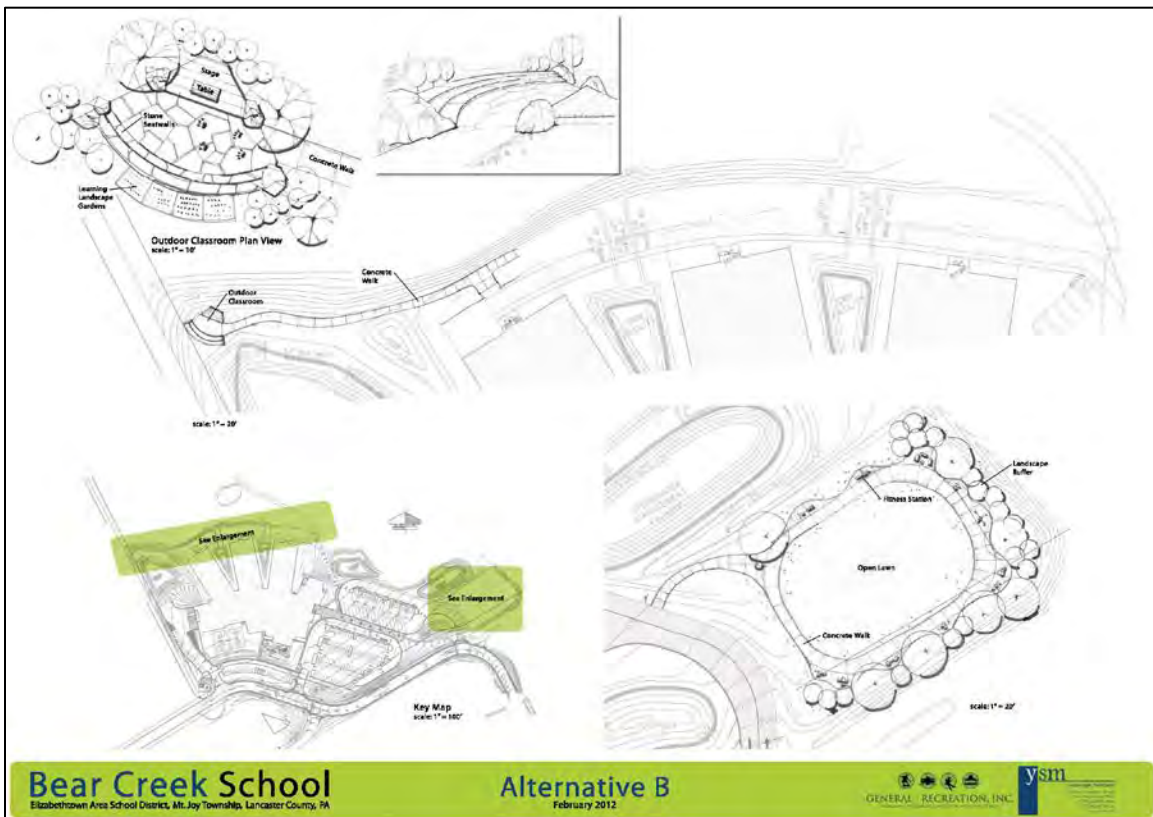 Stage
Table
Stone
Seatwalls
Concrete Walk
Learning
Landscape
Gardens
Outdoor Classroom Plan View
scale: 1" = 10'
Concrete
Walk
Outdoor
Classroom
scale: 1" = 20'
See Enlargement
See Enlargement
Key Map
scale: 1" = 100'
Landscape
Buffer
Fitness Station
Open Lawn
Concrete Walk
scale: 1" = 20'
Bear Creek School
Elizabethtown Area School District, Mt. Joy Township, Lancaster County, PA
Alternative B
February 2012
GENERAL RECREATION, INC.
ysm